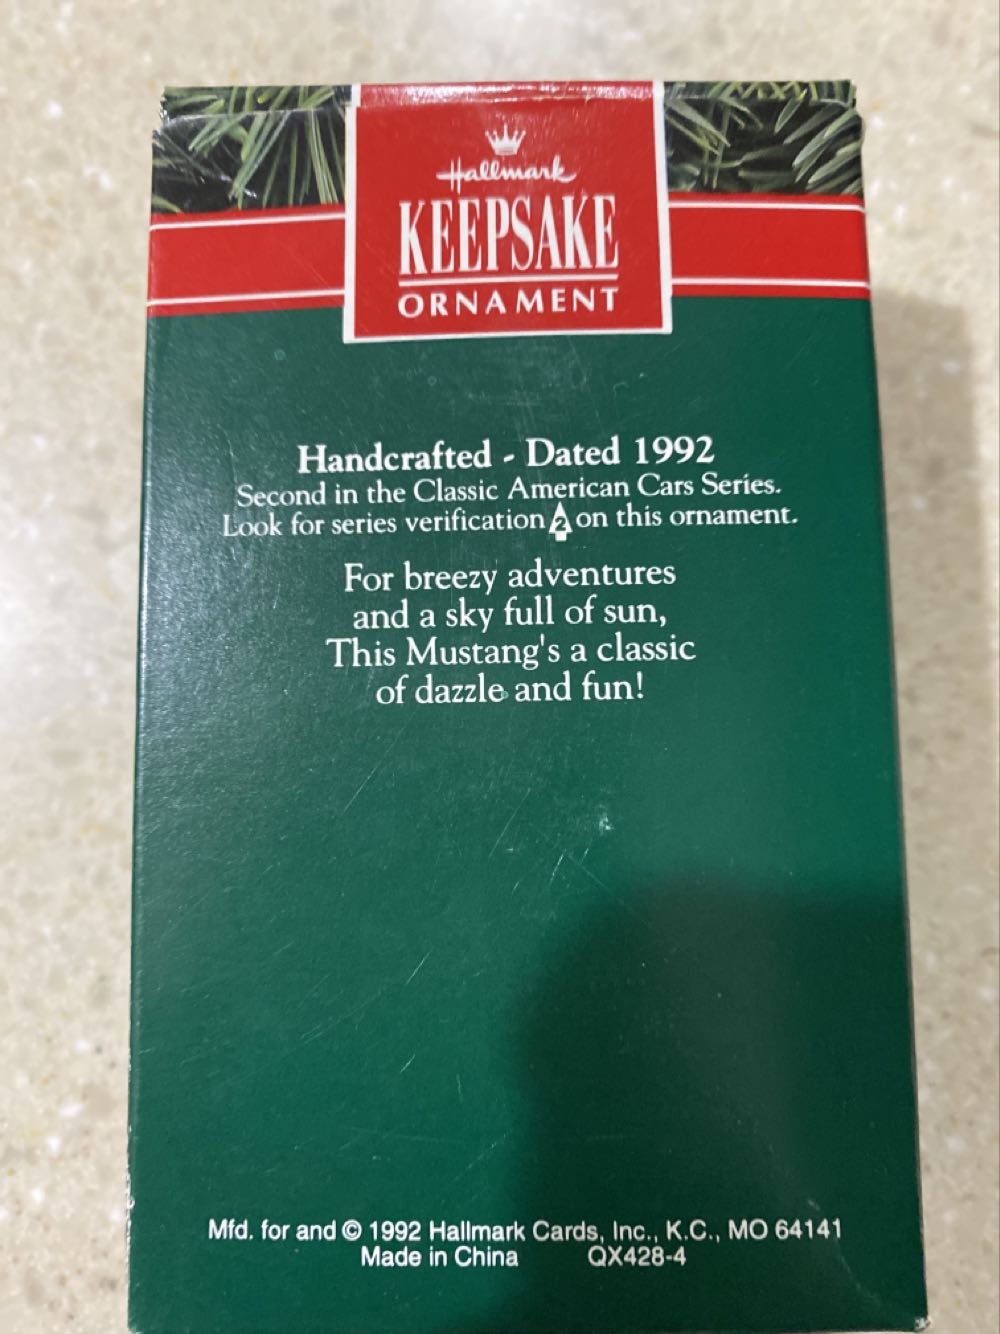 Hallmark
KEEPSAKE
ORNAMENT
Handcrafted - Dated 1992
Second in the Classic American Cars Series.
Look for series verification 2 on this ornament.
For breezy adventures
and a sky full of sun,
This Mustang's a classic
of dazzle and fun!
Mfd. for and © 1992 Hallmark Cards, Inc., K.C., MO 64141
Made in China QX428-4